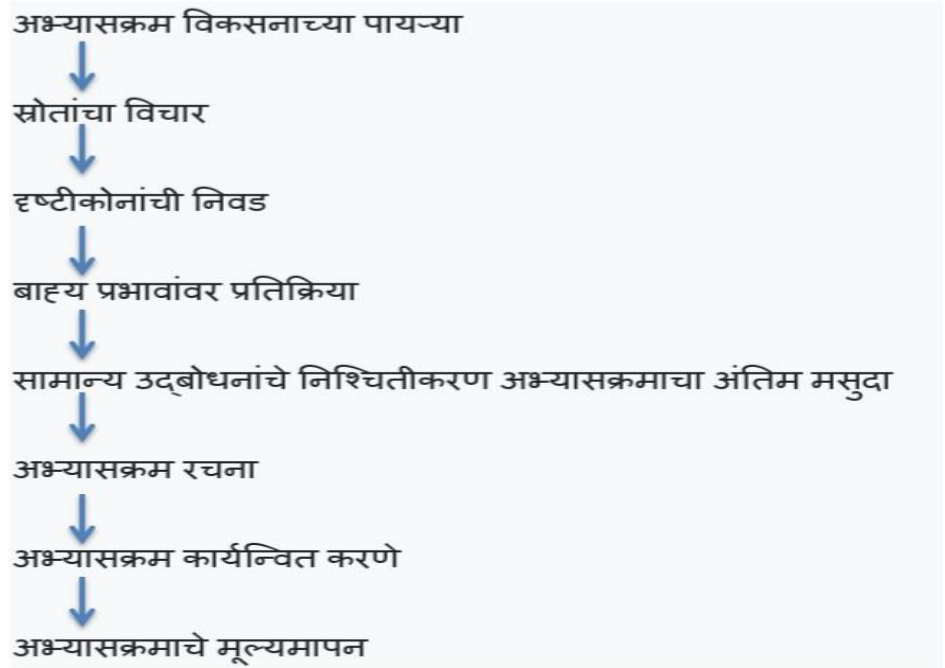 अभ्यासक्रम विकसनाच्या पायऱ्या
स्रोतांचा विचार
दृष्टीकोनांची निवड
बाह्य प्रभावांवर प्रतिक्रिया
सामान्य उद्बोधनांचे निश्चितीकरण अभ्यासक्रमाचा अंतिम मसुदा
अभ्यासक्रम रचना
अभ्यासक्रम कार्यन्वित करणे
अभ्यासक्रमाचे मूल्यमापन